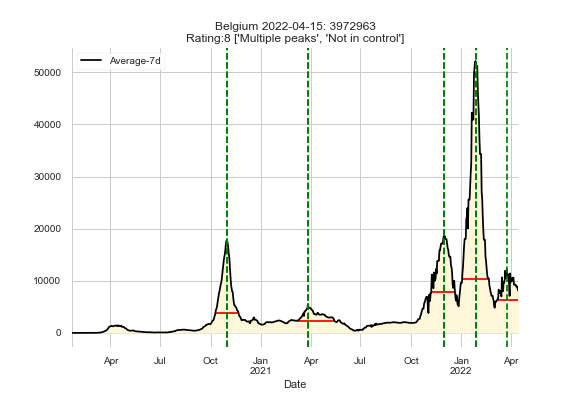 Belgium 2022-04-15: 3972963
Rating:8 ['Multiple peaks', 'Not in control']
Average-7d
50000
40000
30000
20000
10000
0
Apr Jul Oct Jan Apr Jul Oct Jan Apr
2021 2022
Date